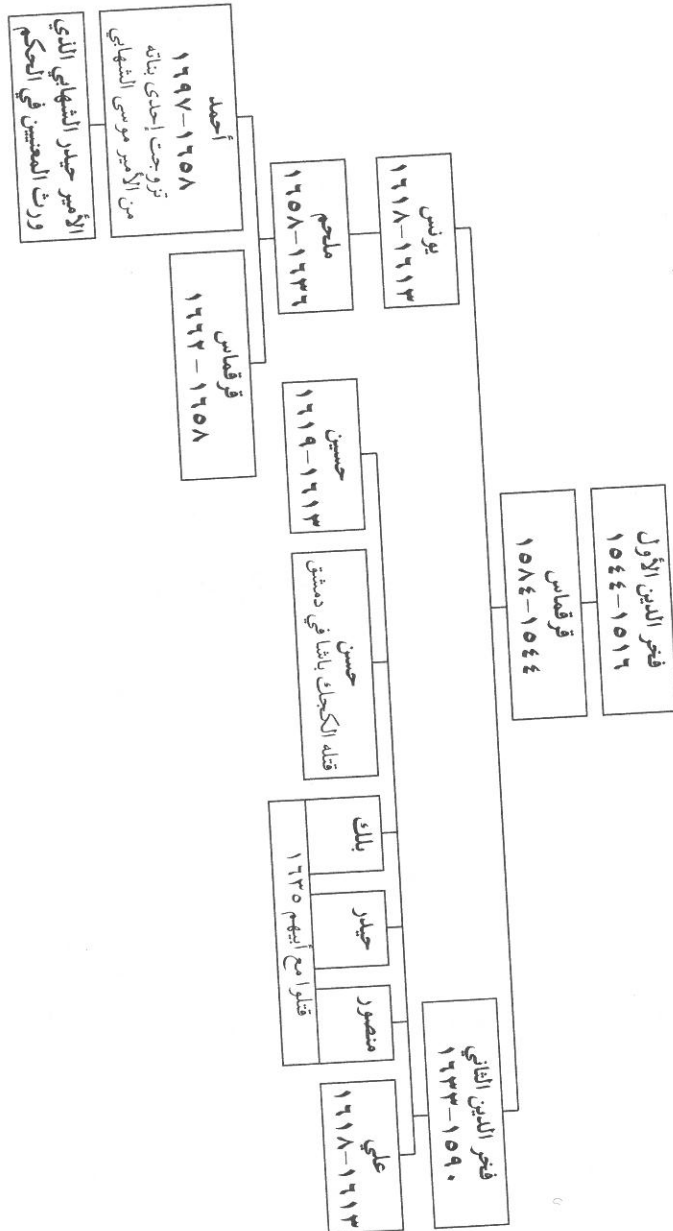 فخر الدين الأول
١٥١٦-١٥٤٤
قرقماس
١٥٤٤-١٥٨٤
فخر الدين الثاني
١٥٩٠-١٦٣٣
يونس
١٦١٣-١٦١٨
علي
١٦١٣-١٦١٨
منصور
حيدر
بلك
قتلوا مع أبيهم ١٦٣٥
حسن
قتله الكجك باشا في دمشق
حسين
١٦١٣-١٦١٩
ملحم
١٦٣٦-١٦٥٨
قرقماس
١٦٥٨-١٦٦٢
أحمد
١٦٥٨-١٦٩٧
تزوجت إحدى بناته
من الأمير موسى الشهابي
الأمير حيدر الشهابي الذي
ورث المعنيين في الحكم